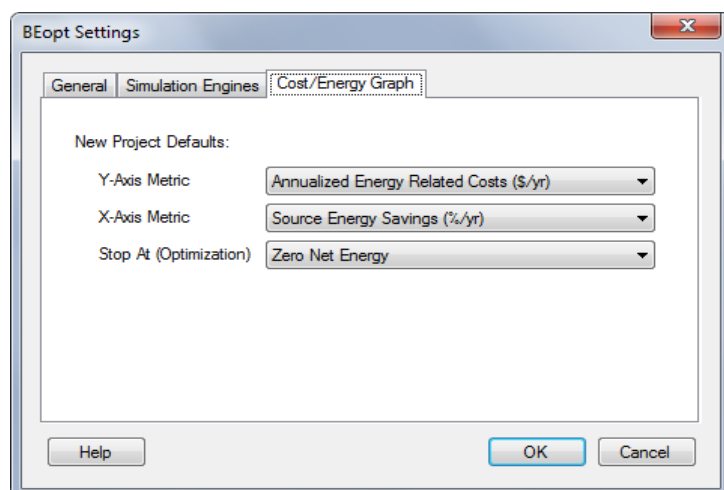 BEopt Settings
General Simulation Engines Cost/Energy Graph
New Project Defaults:
Y-Axis Metric Annualized Energy Related Costs ($/yr)
X-Axis Metric Source Energy Savings (%/yr)
Stop At (Optimization) Zero Net Energy
Help OK Cancel